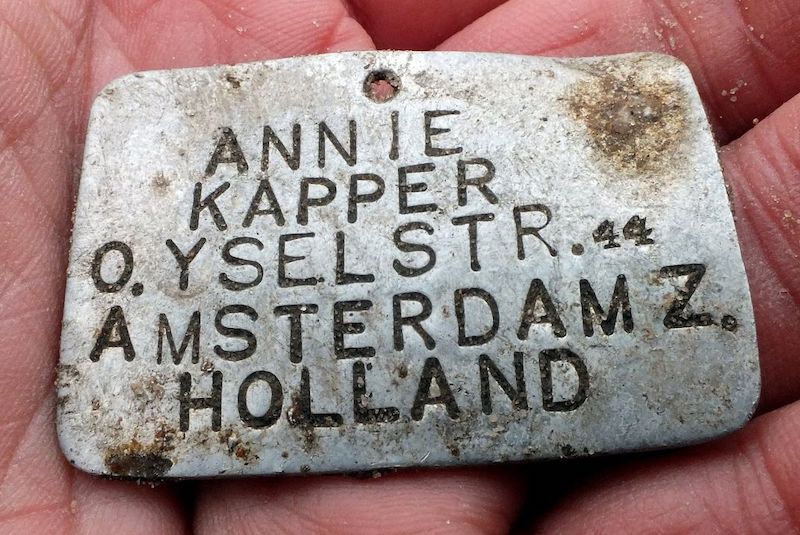 ANNIE
KAPPER
O. YSELSTR. 44
AMSTERDAM Z.
HOLLAND